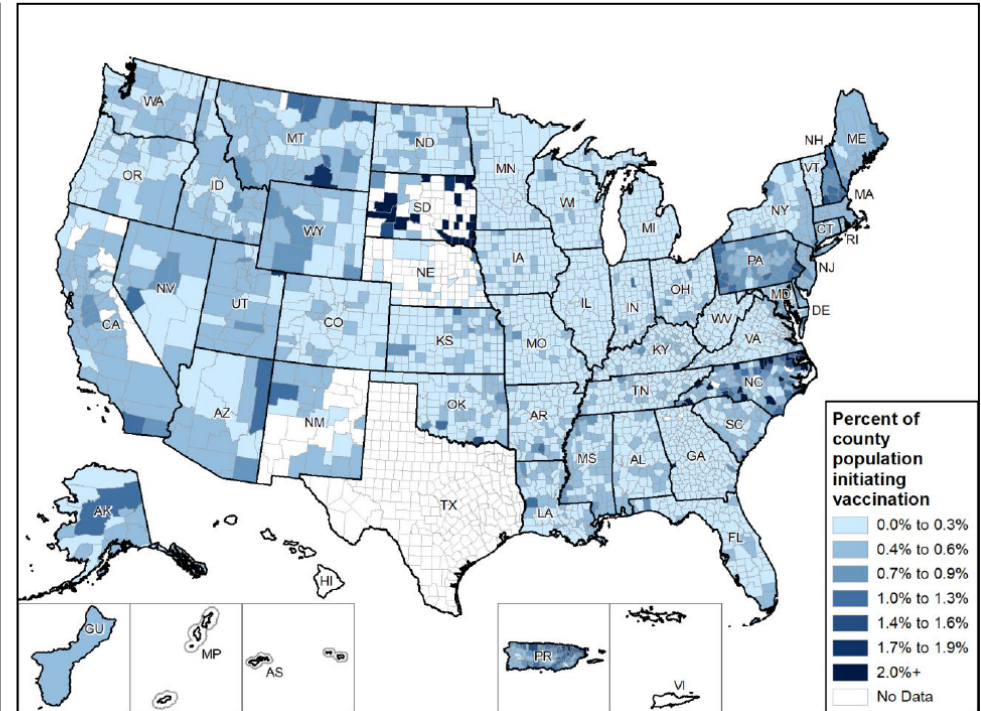 WA
MT
ND
MN
OR
ID
SD
WI
MI
NH
VT
ME
NY
MA
CT
RI
WY
NE
IA
PA
NJ
NV
UT
CO
IL
IN
OH
MD
DE
CA
KS
MO
WV
VA
KY
AZ
NM
OK
AR
TN
NC
SC
MS
AL
GA
TX
LA
FL
AK
HI
GU
MP
AS
PR
VI
Percent of
county
population
initiating
vaccination
0.0% to 0.3%
0.4% to 0.6%
0.7% to 0.9%
1.0% to 1.3%
1.4% to 1.6%
1.7% to 1.9%
2.0%+
No Data